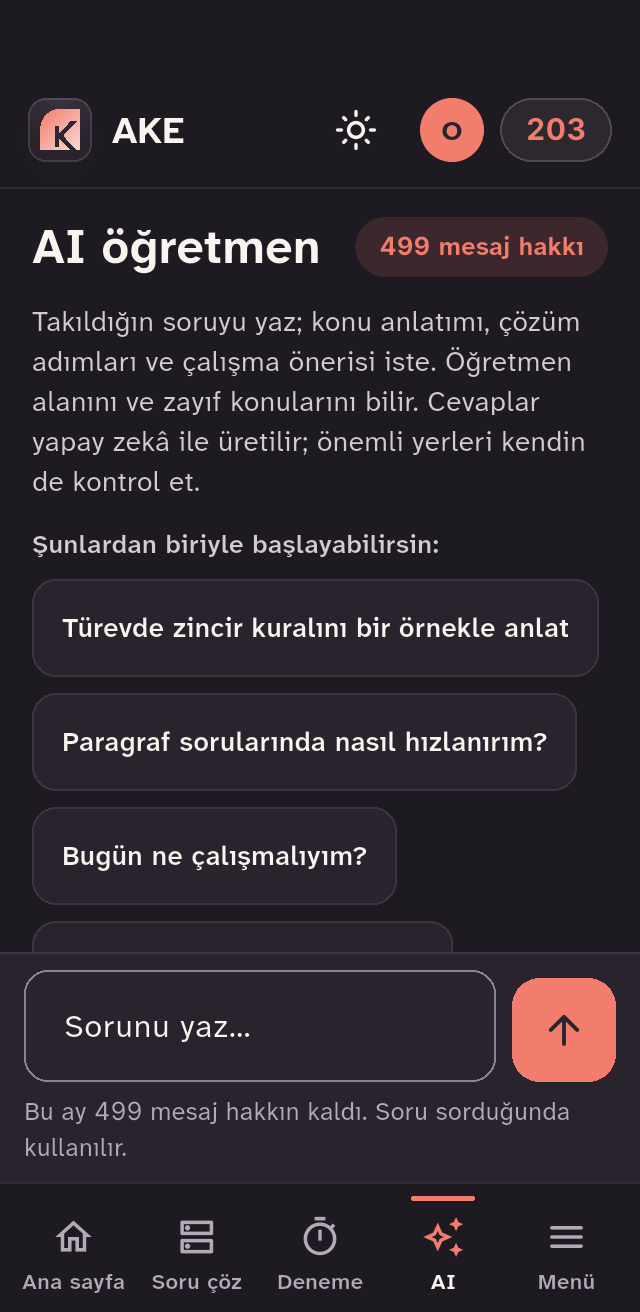 K AKE O 203
AI öğretmen 499 mesaj hakkı
Takıldığın soruyu yaz; konu anlatımı, çözüm
adımları ve çalışma önerisi iste. Öğretmen
alanını ve zayıf konularını bilir. Cevaplar
yapay zekâ ile üretilir; önemli yerleri kendin
de kontrol et.
Şunlardan biriyle başlayabilirsin:
Türevde zincir kuralını bir örnekle anlat
Paragraf sorularında nasıl hızlanırım?
Bugün ne çalışmalıyım?
Sorunu yaz...
Bu ay 499 mesaj hakkın kaldı. Soru sorduğunda
kullanılır.
Ana sayfa Soru çöz Deneme AI Menü